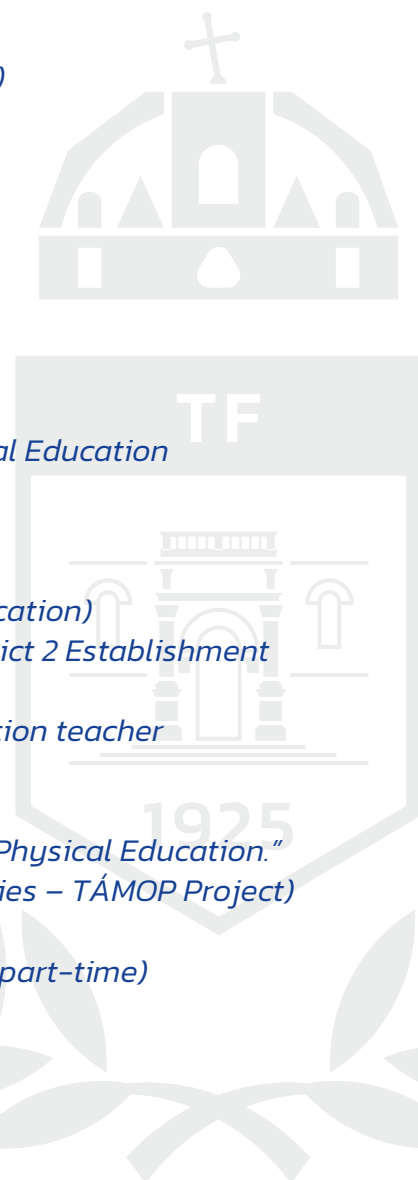 )
TF
al Education
cation)
ict 2 Establishment
tion teacher
1925
Physical Education."
ies – TÁMOP Project)
part-time)